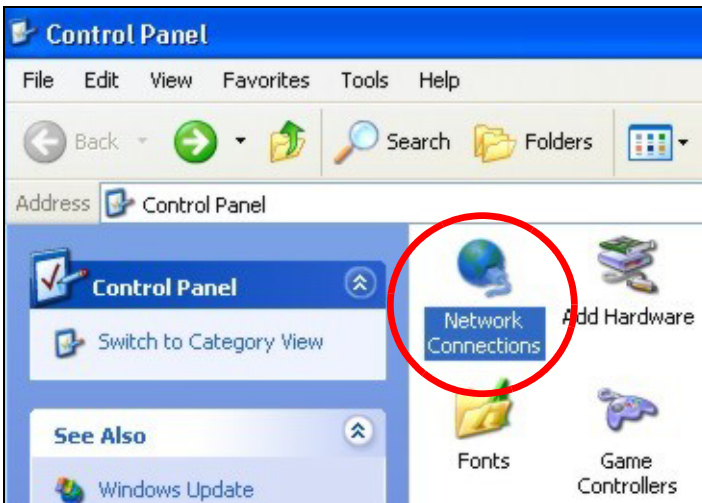 Control Panel
File Edit View Favorites Tools Help
Back Search Folders
Address Control Panel
Control Panel
Switch to Category View
See Also
Windows Update
Network
Connections
Add Hardware
Fonts
Game
Controllers